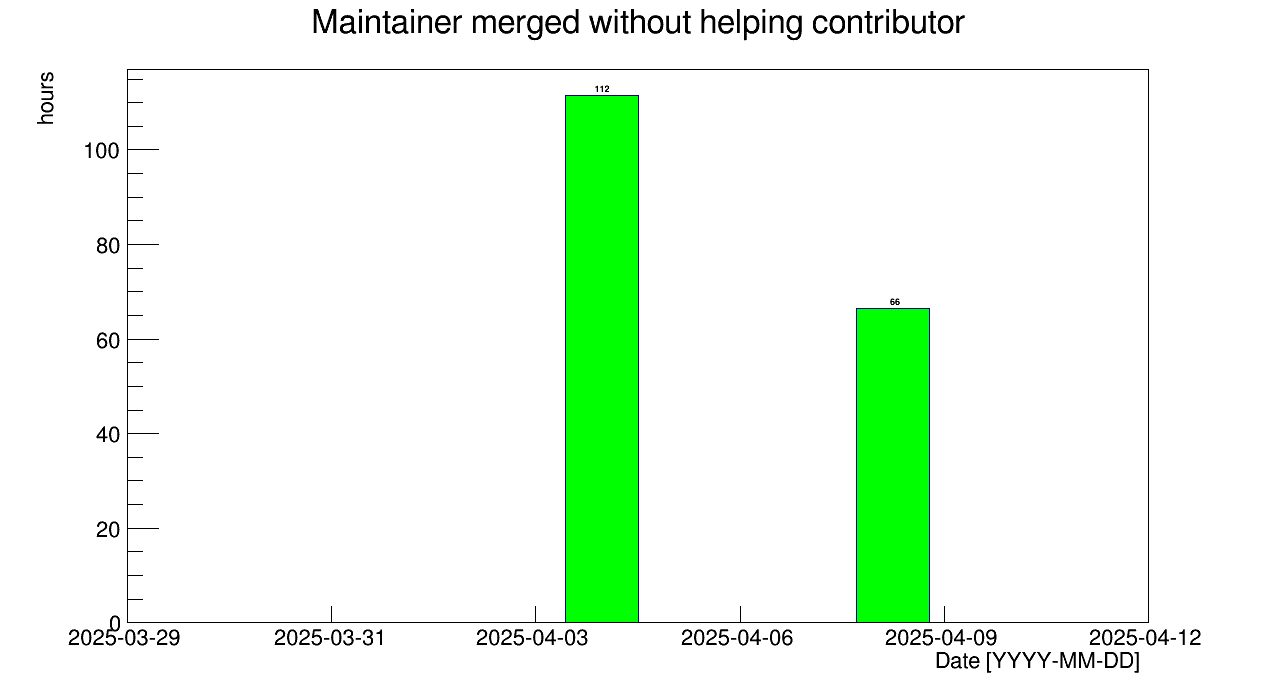 Maintainer merged without helping contributor
hours
112
100
80
66
60
40
20
0
2025-03-29 2025-03-31 2025-04-03 2025-04-06 2025-04-09 2025-04-12
Date [YYYY-MM-DD]